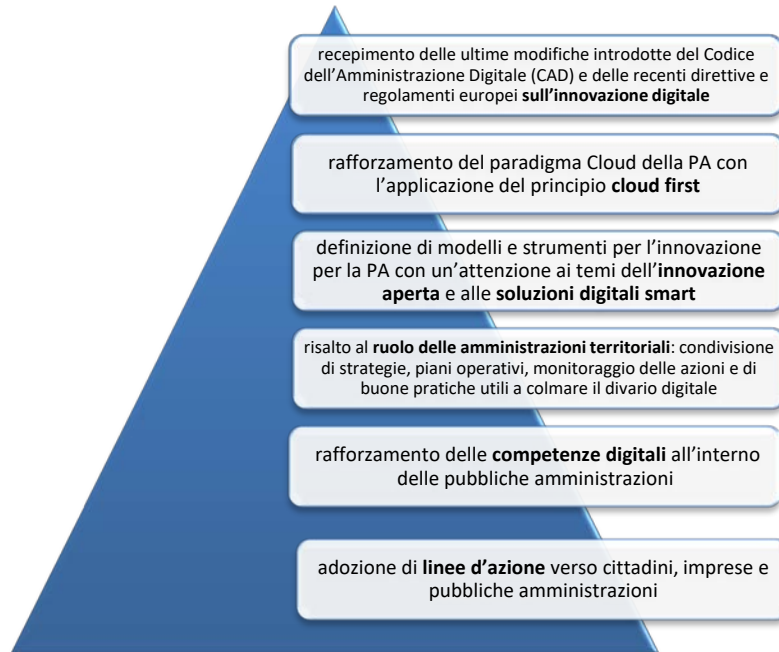 recepimento delle ultime modifiche introdotte del Codice
dell'Amministrazione Digitale (CAD) e delle recenti direttive e
regolamenti europei sull'innovazione digitale
rafforzamento del paradigma Cloud della PA con
l'applicazione del principio cloud first
definizione di modelli e strumenti per l'innovazione
per la PA con un'attenzione ai temi dell'innovazione
aperta e alle soluzioni digitali smart
risalto al ruolo delle amministrazioni territoriali: condivisione
di strategie, piani operativi, monitoraggio delle azioni e di
buone pratiche utili a colmare il divario digitale
rafforzamento delle competenze digitali all'interno
delle pubbliche amministrazioni
adozione di linee d'azione verso cittadini, imprese e
pubbliche amministrazioni